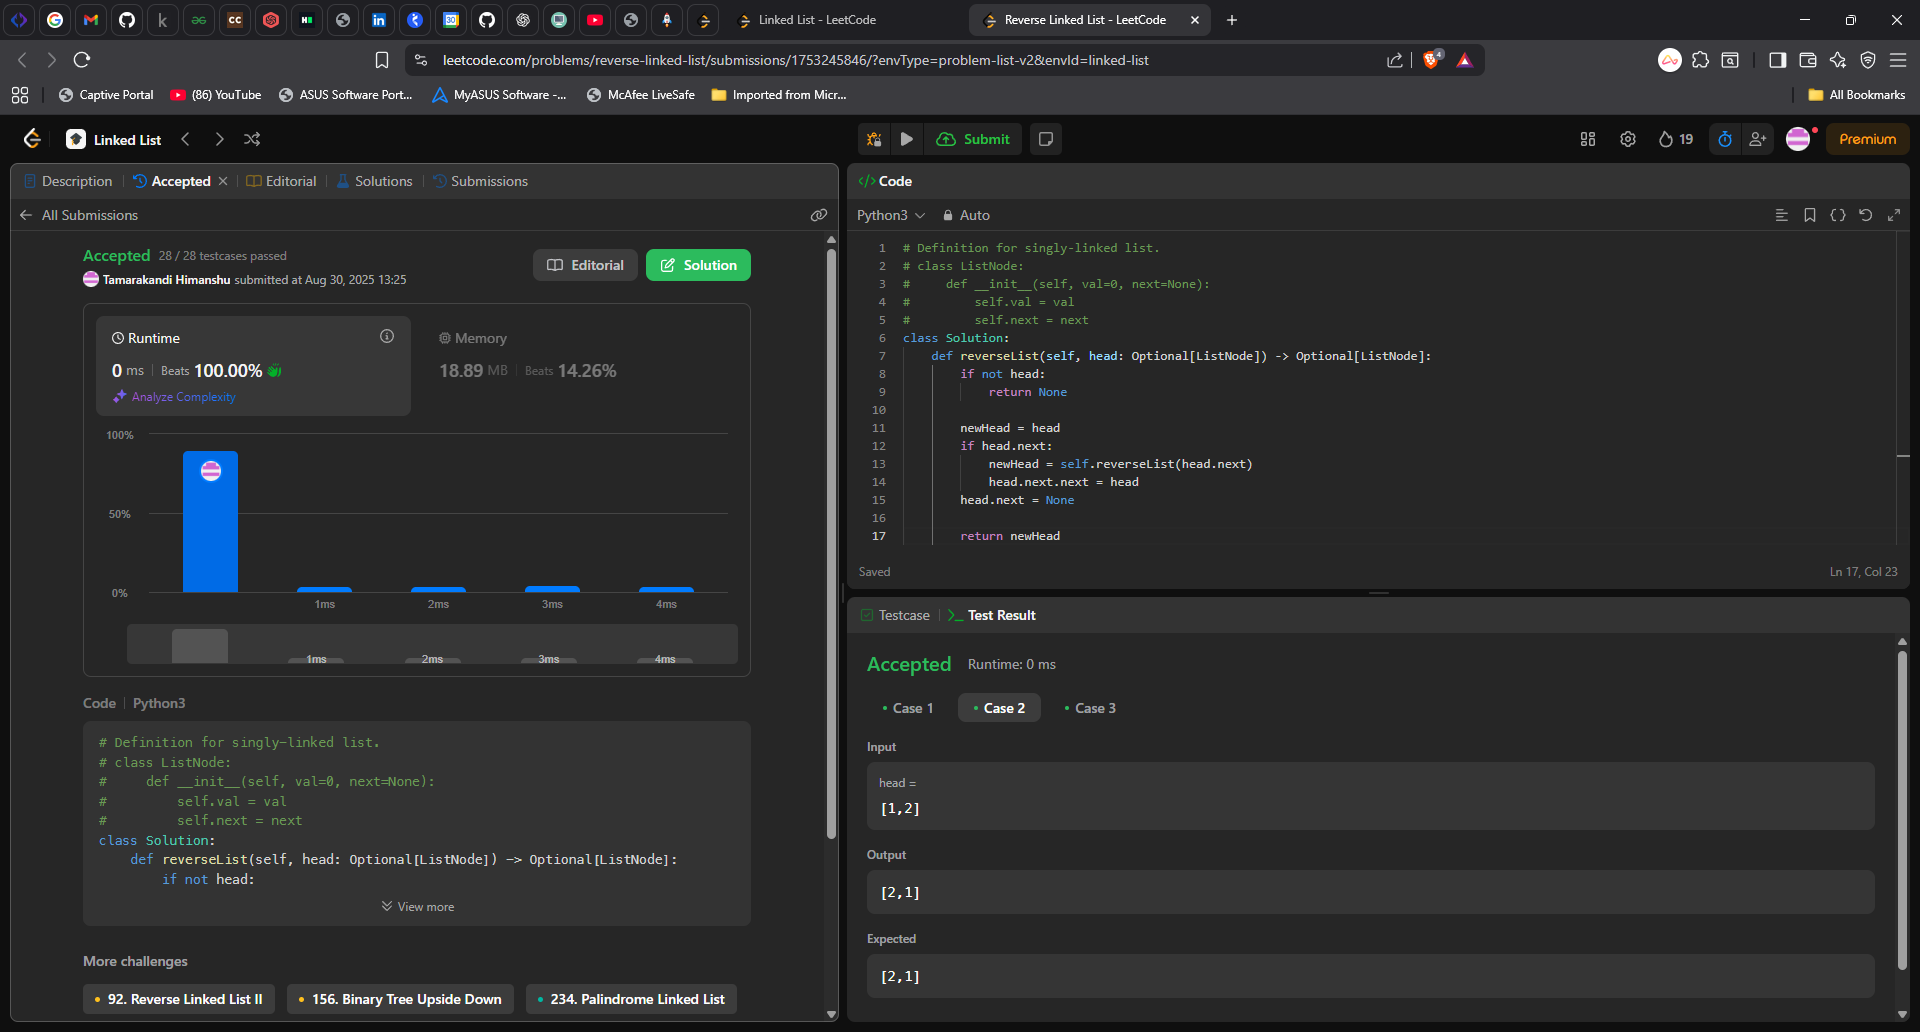 Linked List - LeetCode
Reverse Linked List - LeetCode
leetcode.com/problems/reverse-linked-list/submissions/1753245846/?envType=problem-list-v2&envId=linked-list
4
Captive Portal
(86) YouTube
ASUS Software Port...
MyASUS Software -...
McAfee LiveSafe
Imported from Micr...
All Bookmarks
Linked List
Submit
19
Premium
Description
Accepted
Editorial
Solutions
Submissions
All Submissions
Accepted 28 / 28 testcases passed
Tamarakandi Himanshu submitted at Aug 30, 2025 13:25
Editorial
Solution
Runtime
0 ms | Beats 100.00%
Analyze Complexity
Memory
18.89 MB | Beats 14.26%
100%
50%
0%
1ms
2ms
3ms
4ms
1ms
2ms
3ms
4ms
Code | Python3
# Definition for singly-linked list.
# class ListNode:
#     def __init__(self, val=0, next=None):
#         self.val = val
#         self.next = next
class Solution:
    def reverseList(self, head: Optional[ListNode]) -> Optional[ListNode]:
        if not head:
View more
More challenges
92. Reverse Linked List II
156. Binary Tree Upside Down
234. Palindrome Linked List
</> Code
Python3
Auto
1 # Definition for singly-linked list.
2 # class ListNode:
3 #     def __init__(self, val=0, next=None):
4 #         self.val = val
5 #         self.next = next
6 class Solution:
7     def reverseList(self, head: Optional[ListNode]) -> Optional[ListNode]:
8         if not head:
9             return None
10
11         newHead = head
12         if head.next:
13             newHead = self.reverseList(head.next)
14             head.next.next = head
15         head.next = None
16
17         return newHead
Saved
Ln 17, Col 23
Testcase
Test Result
Accepted
Runtime: 0 ms
Case 1
Case 2
Case 3
Input
head =
[1,2]
Output
[2,1]
Expected
[2,1]